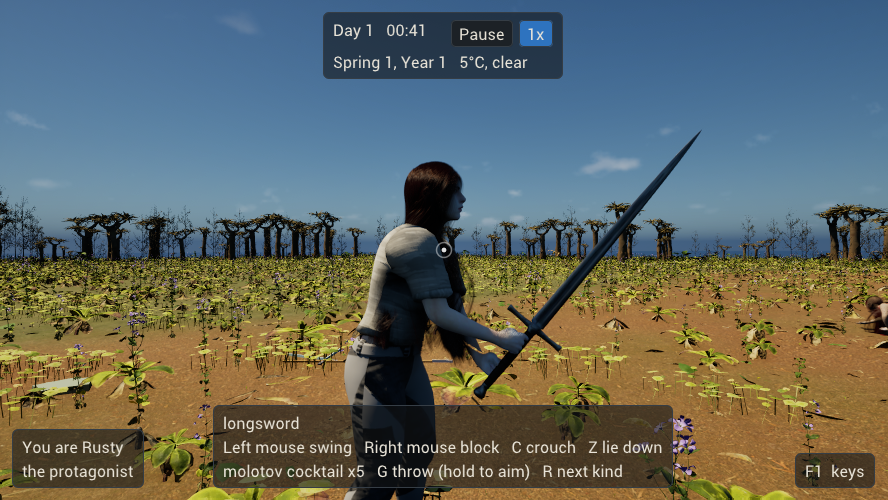 Day 1 00:41 Pause 1x
Spring 1, Year 1 5°C, clear
longsword
Left mouse swing Right mouse block C crouch Z lie down
molotov cocktail x5 G throw (hold to aim) R next kind
You are Rusty
the protagonist
F1 keys